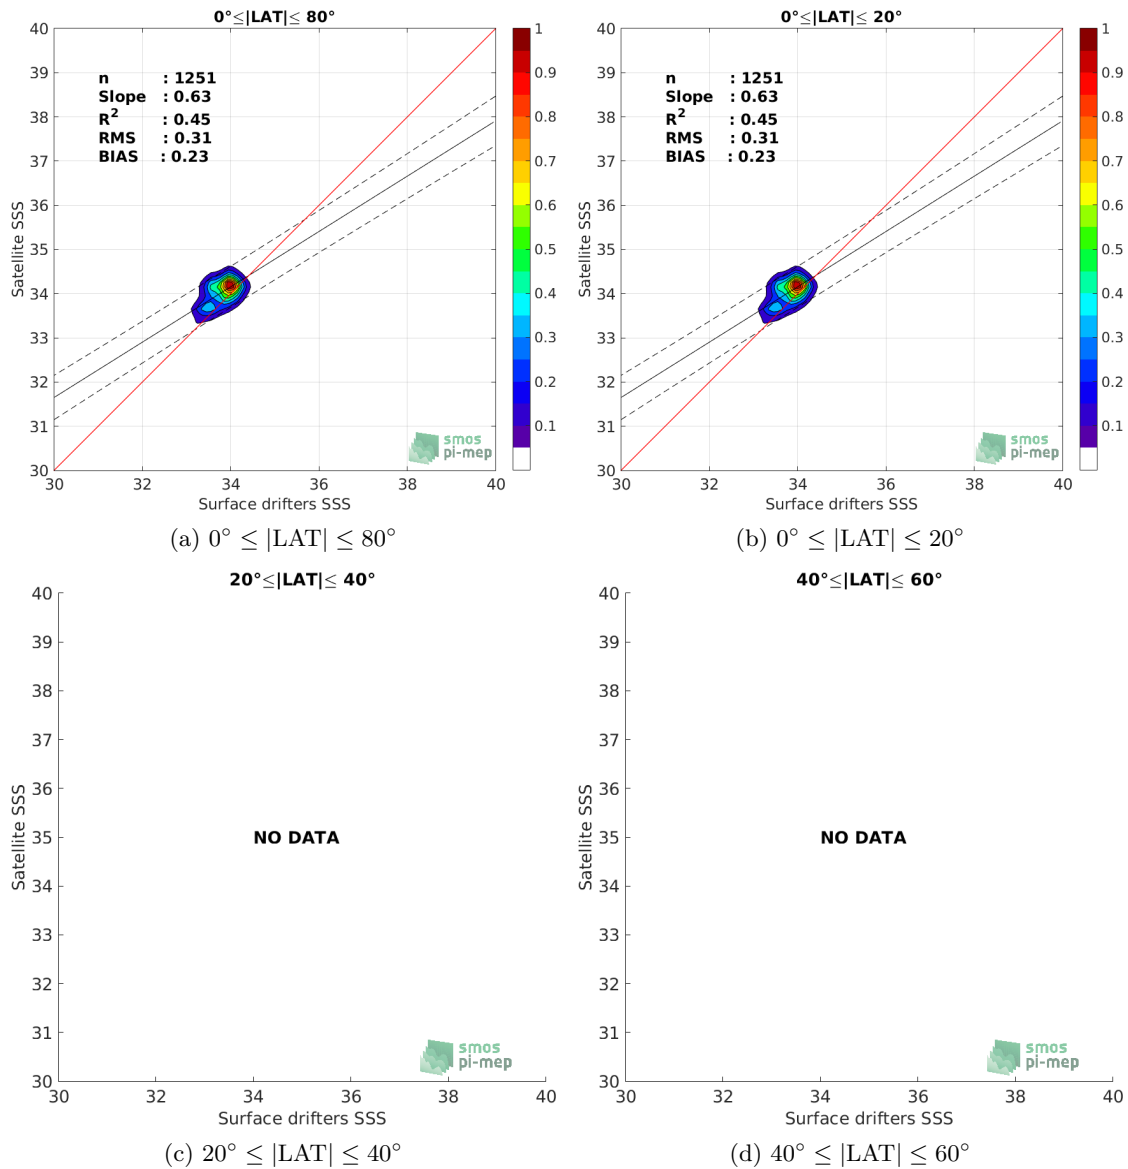 0°≤|LAT|≤ 80°
40
39
38
37
36
35
34
33
32
31
30
Satellite SSS
n : 1251
Slope : 0.63
R2 : 0.45
RMS : 0.31
BIAS : 0.23
smos
pi-mep
30 32 34 36 38 40
Surface drifters SSS
1
0.9
0.8
0.7
0.6
0.5
0.4
0.3
0.2
0.1
(a) 0° ≤ |LAT| ≤ 80°
0°≤|LAT|≤ 20°
40
39
38
37
36
35
34
33
32
31
30
Satellite SSS
n : 1251
Slope : 0.63
R2 : 0.45
RMS : 0.31
BIAS : 0.23
smos
pi-mep
30 32 34 36 38 40
Surface drifters SSS
1
0.9
0.8
0.7
0.6
0.5
0.4
0.3
0.2
0.1
(b) 0° ≤ |LAT| ≤ 20°
20°≤|LAT|≤ 40°
40
39
38
37
36
35
34
33
32
31
30
Satellite SSS
NO DATA
smos
pi-mep
30 32 34 36 38 40
Surface drifters SSS
(c) 20° ≤ |LAT| ≤ 40°
40°≤|LAT|≤ 60°
40
39
38
37
36
35
34
33
32
31
30
Satellite SSS
NO DATA
smos
pi-mep
30 32 34 36 38 40
Surface drifters SSS
(d) 40° ≤ |LAT| ≤ 60°